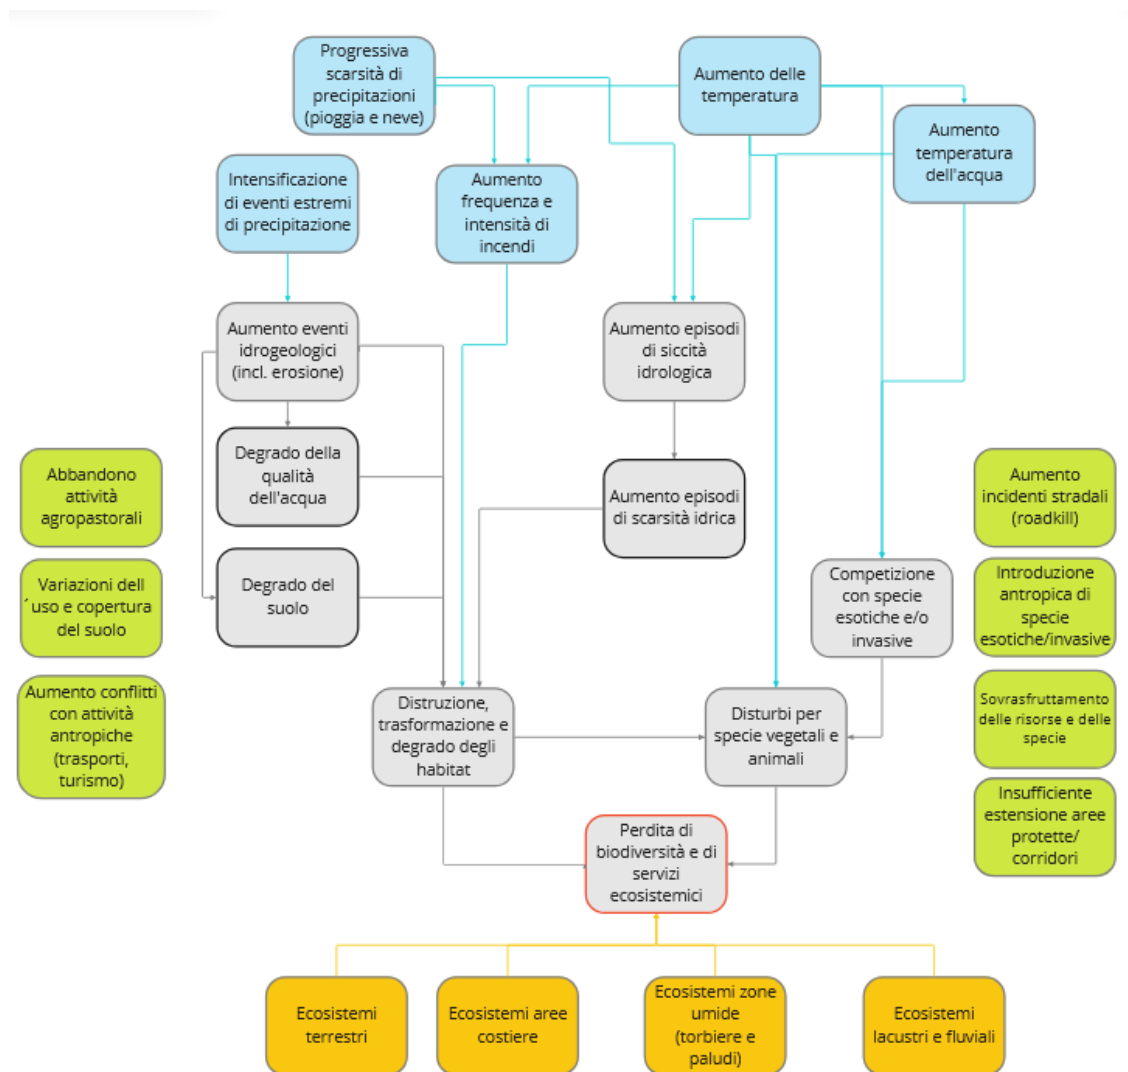 Progressiva
scarsità di
precipitazioni
(pioggia e neve)
Aumento delle
temperatura
Aumento
temperatura
dell'acqua
Intensificazione
di eventi estremi
di precipitazione
Aumento
frequenza e
intensità di
incendi
Aumento eventi
idrogeologici
(incl. erosione)
Aumento episodi
di siccità
idrologica
Degrado della
qualità
dell'acqua
Aumento episodi
di scarsità idrica
Degrado del
suolo
Abbandono
attività
agropastorali
Variazioni dell
´uso e copertura
del suolo
Aumento conflitti
con attività
antropiche
(trasporti,
turismo)
Competizione
con specie
esotiche e/o
invasive
Aumento
incidenti stradali
(roadkill)
Introduzione
antropica di
specie
esotiche/invasive
Sovrasfruttamento
delle risorse e delle
specie
Insufficiente
estensione aree
protette/
corridori
Distruzione,
trasformazione e
degrado degli
habitat
Disturbi per
specie vegetali e
animali
Perdita di
biodiversità e di
servizi
ecosistemici
Ecosistemi
terrestri
Ecosistemi aree
costiere
Ecosistemi zone
umide
(torbiere e
paludi)
Ecosistemi
lacustri e fluviali